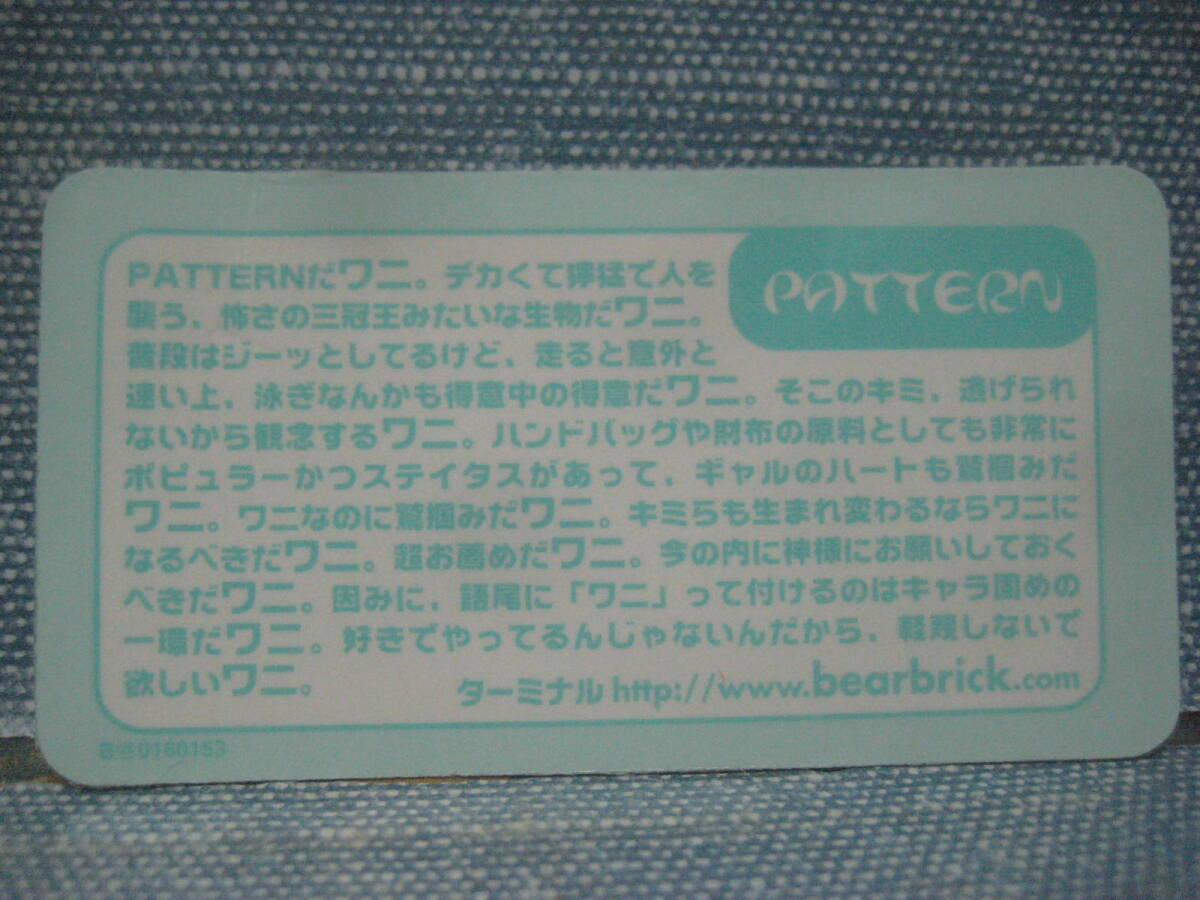 PATTERN
PATTERNだワニ。デカくて獰猛で人を
襲う、怖さの三冠王みたいな生物だワニ。
普段はジーッとしてるけど、走ると意外と
速い上、泳ぎなんかも得意中の得意だワニ。そこのキミ、逃げられ
ないから観念するワニ。ハンドバッグや財布の原料としても非常に
ポピュラーかつステイタスがあって、ギャルのハートも鷲掴みだ
ワニ。ワニなのに鷲掴みだワニ。キミらも生まれ変わるならワニに
なるべきだワニ。超お薦めだワニ。今の内に神様にお願いしておく
べきだワニ。因みに、語尾に「ワニ」って付けるのはキャラ固めの
一環だワニ。好きでやってるんじゃないんだから、軽蔑しないで
欲しいワニ。
ターミナル http://www.bearbrick.com
0160153